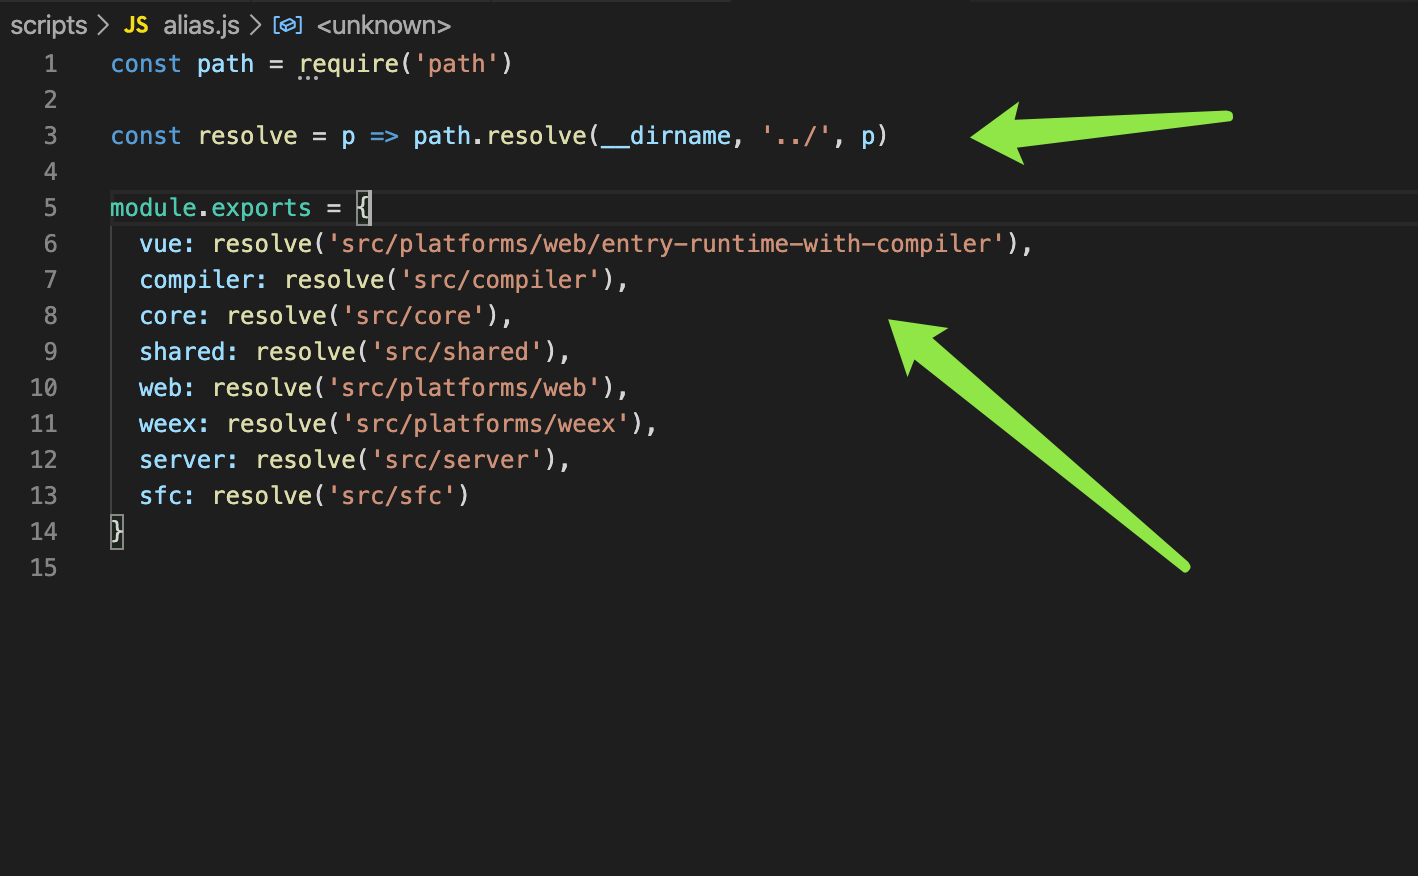 scripts > JS alias.js > <unknown>
1 const path = require('path')
2
3 const resolve = p => path.resolve(__dirname, '../', p)
4
5 module.exports = {
6   vue: resolve('src/platforms/web/entry-runtime-with-compiler'),
7   compiler: resolve('src/compiler'),
8   core: resolve('src/core'),
9   shared: resolve('src/shared'),
10   web: resolve('src/platforms/web'),
11   weex: resolve('src/platforms/weex'),
12   server: resolve('src/server'),
13   sfc: resolve('src/sfc')
14 }
15